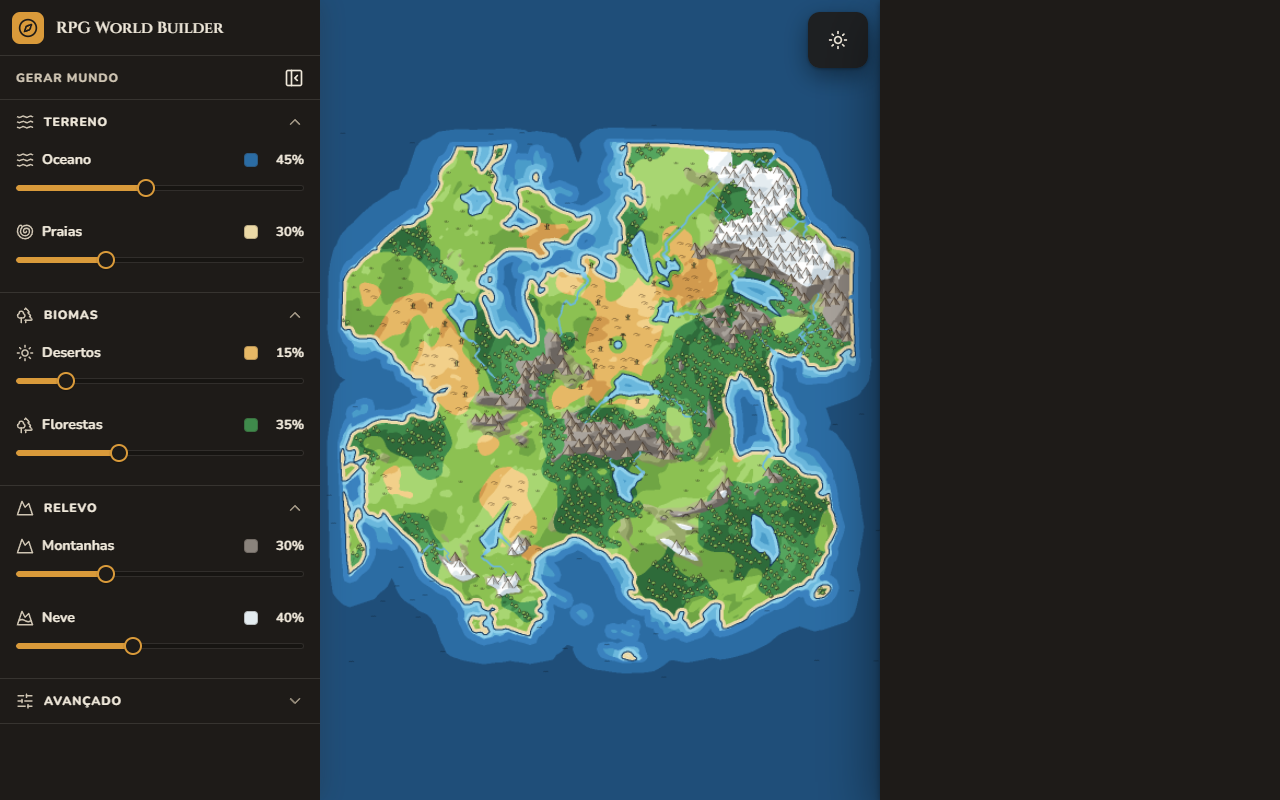 RPG World Builder
GERAR MUNDO
TERRENO
Oceano 45%
Praias 30%
BIOMAS
Desertos 15%
Florestas 35%
RELEVO
Montanhas 30%
Neve 40%
AVANÇADO